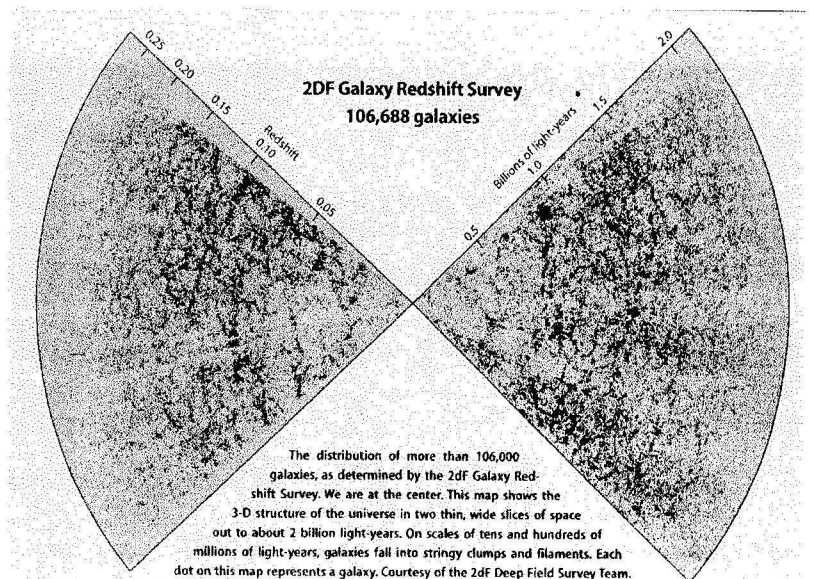 2DF Galaxy Redshift Survey
106,688 galaxies
0.25
0.20
0.15
Redshift
0.10
0.05
2.0
1.5
Billions of light-years
1.0
0.5
The distribution of more than 106,000
galaxies, as determined by the 2dF Galaxy Red-
shift Survey. We are at the center. This map shows the
3-D structure of the universe in two thin, wide slices of space
out to about 2 billion light-years. On scales of tens and hundreds of
millions of light-years, galaxies fall into stringy clumps and filaments. Each
dot on this map represents a galaxy. Courtesy of the 2dF Deep Field Survey Team.